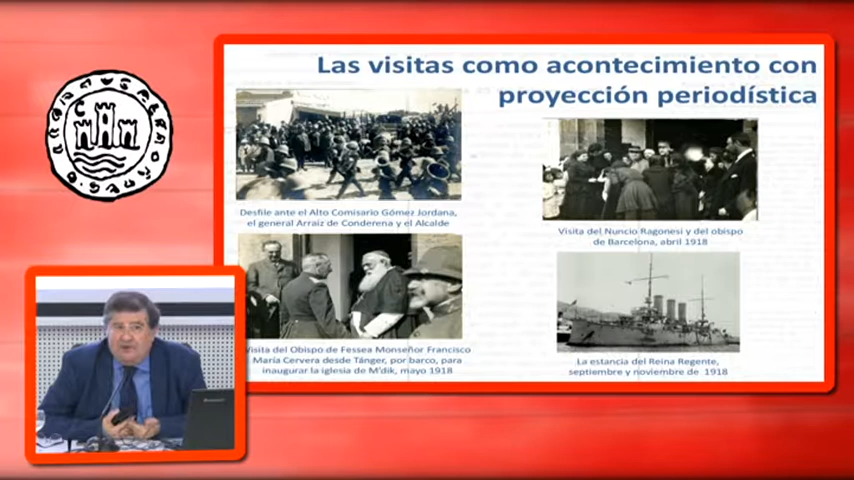 Las visitas como acontecimiento con
proyección periodística
Desfile ante el Alto Comisario Gómez Jordana,
el general Arraiz de Conderena y el Alcalde
Visita del Nuncio Ragonesi y del obispo
de Barcelona, abril 1918
Visita del Obispo de Fessea Monseñor Francisco
María Cervera desde Tánger, por barco, para
inaugurar la iglesia de M'dik, mayo 1918
La estancia del Reina Regente,
septiembre y noviembre de 1918